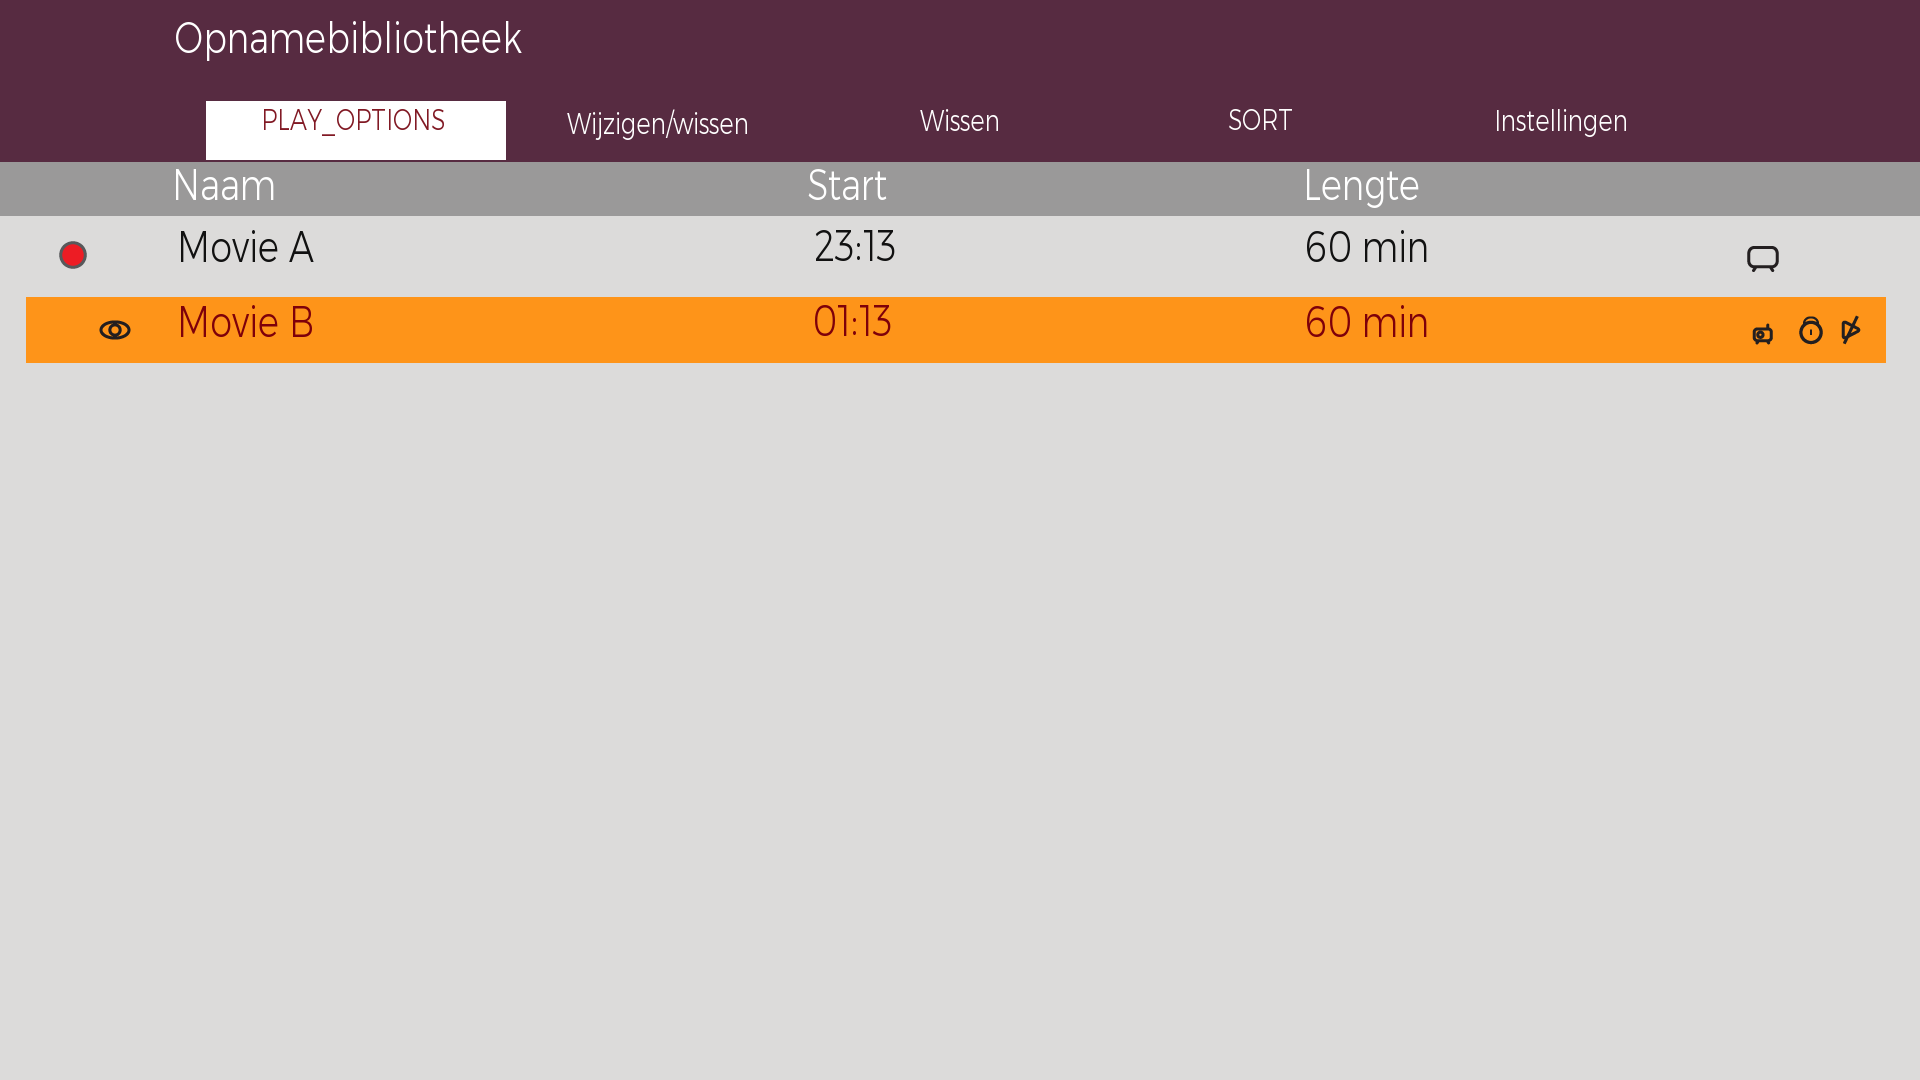 Opnamebibliotheek
PLAY_OPTIONS Wijzigen/wissen Wissen SORT Instellingen
Naam Start Lengte
Movie A 23:13 60 min
Movie B 01:13 60 min